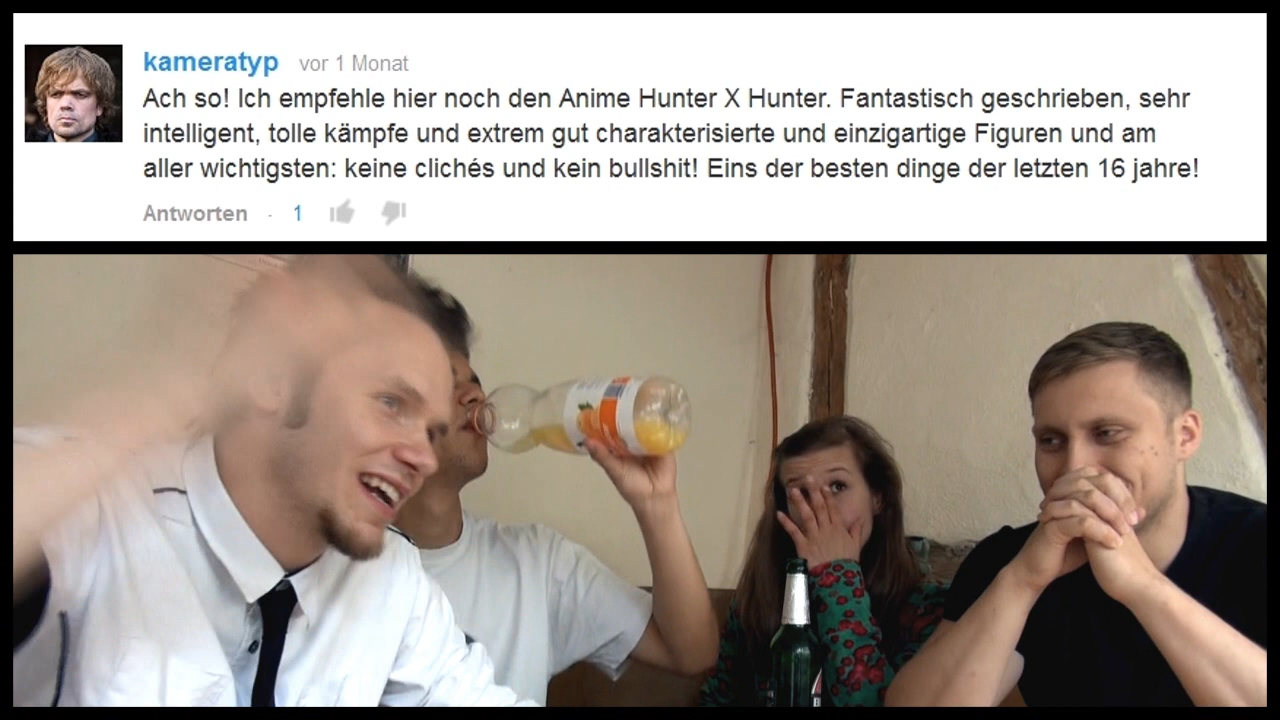 kameratyp vor 1 Monat
Ach so! Ich empfehle hier noch den Anime Hunter X Hunter. Fantastisch geschrieben, sehr
intelligent, tolle kämpfe und extrem gut charakterisierte und einzigartige Figuren und am
aller wichtigsten: keine clichés und kein bullshit! Eins der besten dinge der letzten 16 jahre!
Antworten · 1